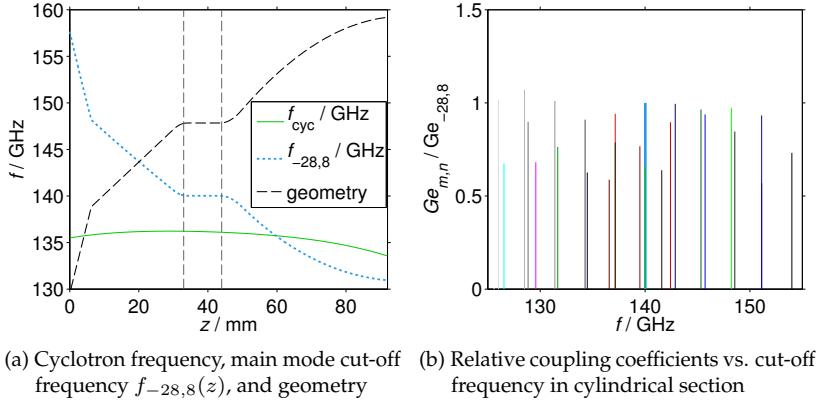 160
155
150
145
140
135
130
0
20
40
60
80
f / GHz
z / mm
f_cyc / GHz
f_−28,8 / GHz
geometry
1.5
1
0.5
0
130
140
150
Ge_m,n / Ge_−28,8
f / GHz
(a) Cyclotron frequency, main mode cut-off
frequency f_−28,8(z), and geometry
(b) Relative coupling coefficients vs. cut-off
frequency in cylindrical section